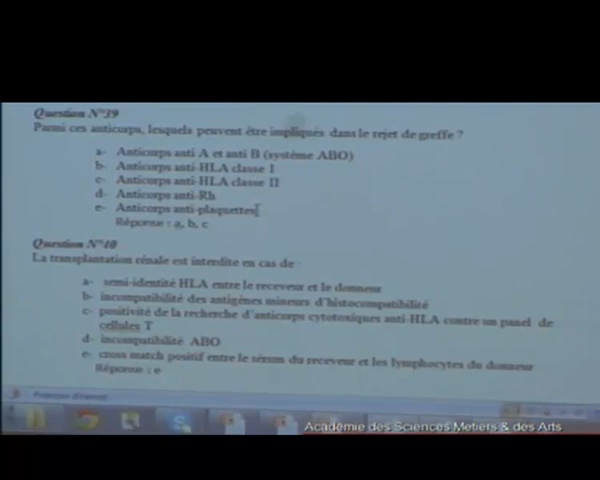 Question N°39
Parmi ces anticorps, lesquels peuvent être impliqués dans le rejet de greffe ?
a- Anticorps anti A et anti B (système ABO)
b- Anticorps anti-HLA classe I
c- Anticorps anti-HLA classe II
d- Anticorps anti-Rh
e- Anticorps anti-plaquettes
Réponse : a, b, c
Question N°40
La transplantation rénale est interdite en cas de :
a- semi-identité HLA entre le receveur et le donneur
b- incompatibilité des antigènes mineurs d'histocompatibilité
c- positivité de la recherche d'anticorps cytotoxiques anti-HLA contre un panel de
cellules T
d- incompatibilité ABO
e- cross match positif entre le sérum du receveur et les lymphocytes du donneur
Réponse : e
Académie des Sciences Metiers & des Arts